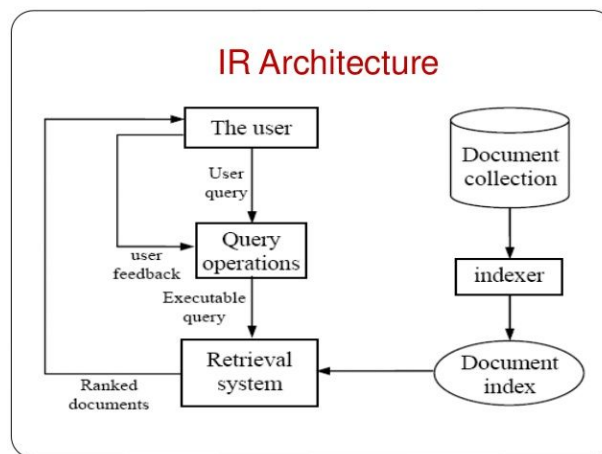 IR Architecture
The user
User
query
user
feedback
Query
operations
Executable
query
Retrieval
system
Ranked
documents
Document
collection
indexer
Document
index